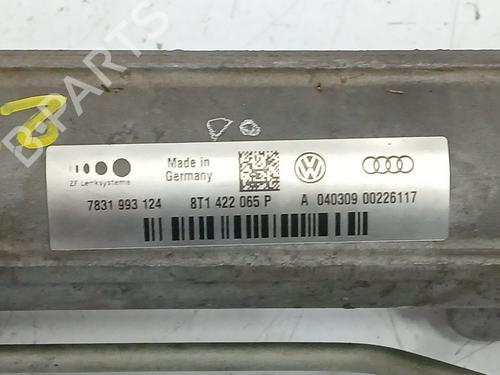 B-PARTS
ZF Lenksysteme
Made in
Germany
7831 993 124
8T1 422 065 P
A 040309 00226117